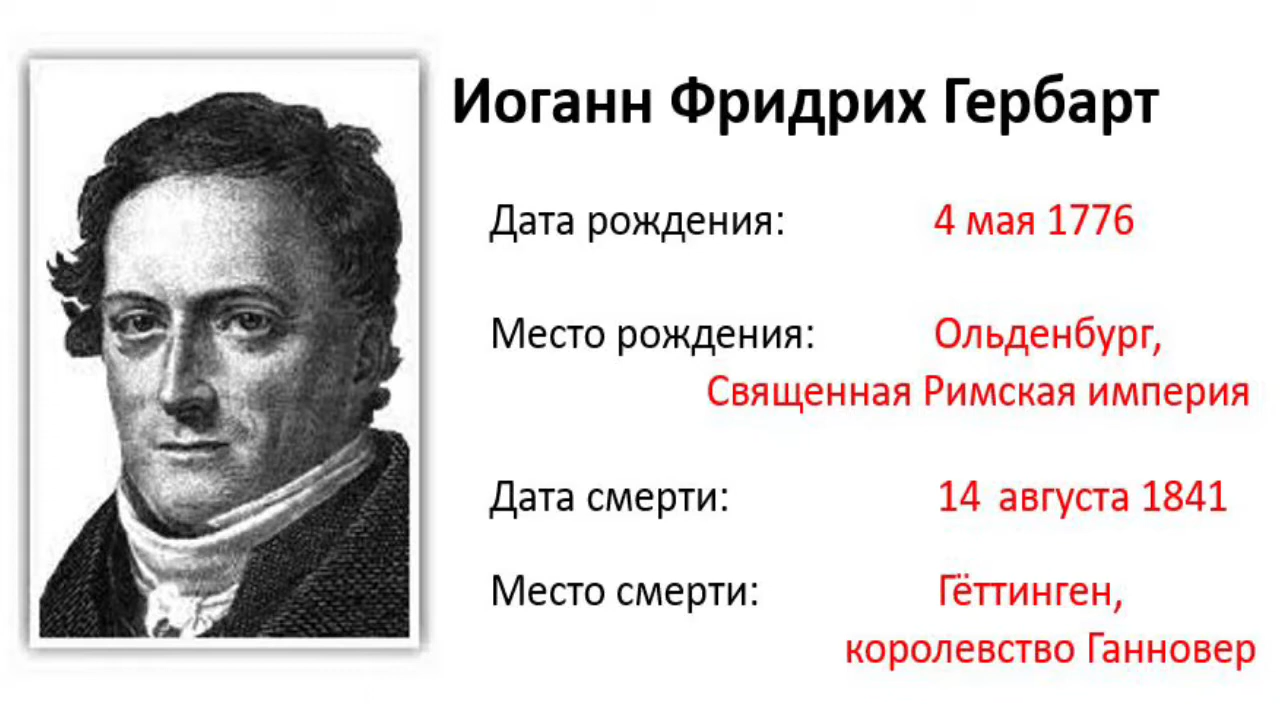 Иоганн Фридрих Гербарт
Дата рождения: 4 мая 1776
Место рождения: Ольденбург,
Священная Римская империя
Дата смерти: 14 августа 1841
Место смерти: Гёттинген,
королевство Ганновер